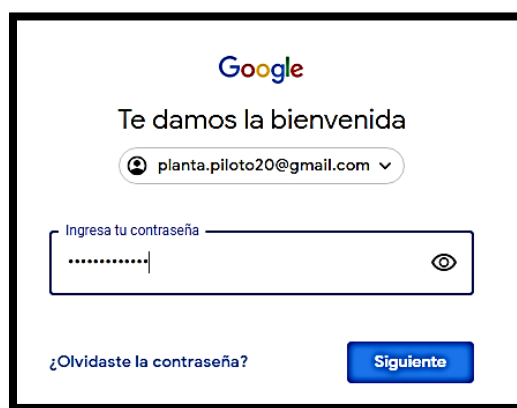 Google
Te damos la bienvenida
planta.piloto20@gmail.com
Ingresa tu contraseña
•••••••••••••
¿Olvidaste la contraseña?
Siguiente